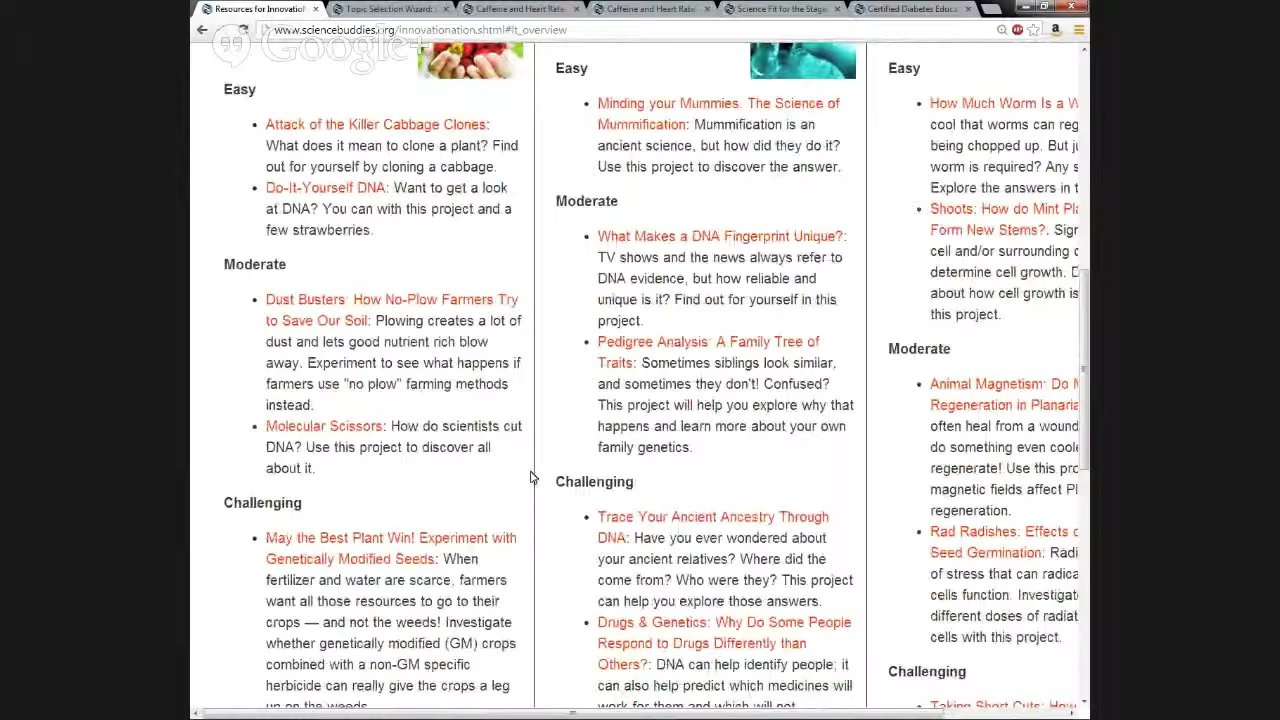 Resources for Innovation
Topic Selection Wizard:
Caffeine and Heart Rate
Caffeine and Heart Rate
Science Fit for the Stage
Certified Diabetes Educa
www.sciencebuddies.org/innovationation.shtml#lt_overview
Google+
Easy
Attack of the Killer Cabbage Clones:
What does it mean to clone a plant? Find
out for yourself by cloning a cabbage.
Do-It-Yourself DNA: Want to get a look
at DNA? You can with this project and a
few strawberries.
Moderate
Dust Busters: How No-Plow Farmers Try
to Save Our Soil: Plowing creates a lot of
dust and lets good nutrient rich blow
away. Experiment to see what happens if
farmers use "no plow" farming methods
instead.
Molecular Scissors: How do scientists cut
DNA? Use this project to discover all
about it.
Challenging
May the Best Plant Win! Experiment with
Genetically Modified Seeds: When
fertilizer and water are scarce, farmers
want all those resources to go to their
crops — and not the weeds! Investigate
whether genetically modified (GM) crops
combined with a non-GM specific
herbicide can really give the crops a leg
up on the weeds.
Easy
Minding your Mummies. The Science of
Mummification: Mummification is an
ancient science, but how did they do it?
Use this project to discover the answer.
Moderate
What Makes a DNA Fingerprint Unique?:
TV shows and the news always refer to
DNA evidence, but how reliable and
unique is it? Find out for yourself in this
project.
Pedigree Analysis: A Family Tree of
Traits: Sometimes siblings look similar,
and sometimes they don't! Confused?
This project will help you explore why that
happens and learn more about your own
family genetics.
Challenging
Trace Your Ancient Ancestry Through
DNA: Have you ever wondered about
your ancient relatives? Where did the
come from? Who were they? This project
can help you explore those answers.
Drugs & Genetics: Why Do Some People
Respond to Drugs Differently than
Others?: DNA can help identify people; it
can also help predict which medicines will
work for them and which will not.
Easy
How Much Worm Is a W
cool that worms can reg
being chopped up. But ju
worm is required? Any s
Explore the answers in t
Shoots: How do Mint Pla
Form New Stems?. Sign
cell and/or surrounding c
determine cell growth. D
about how cell growth is
this project.
Moderate
Animal Magnetism: Do M
Regeneration in Planaria
often heal from a wound
do something even coole
regenerate! Use this pro
magnetic fields affect Pl
regeneration.
Rad Radishes: Effects o
Seed Germination: Radi
of stress that can radica
cells function. Investigat
different doses of radiat
cells with this project.
Challenging
Taking Short Cuts: How